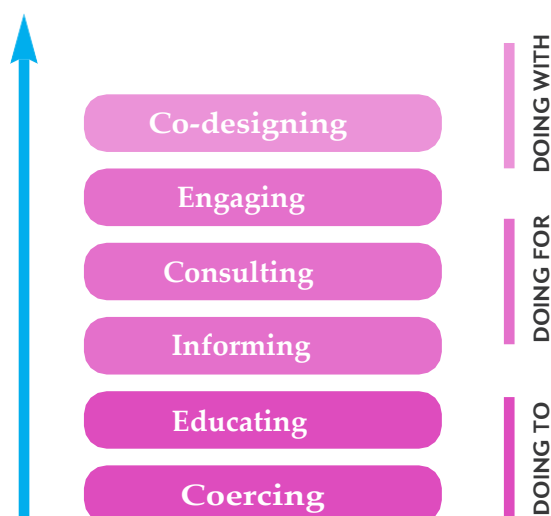 Co-designing
Engaging
Consulting
Informing
Educating
Coercing
DOING WITH
DOING FOR
DOING TO